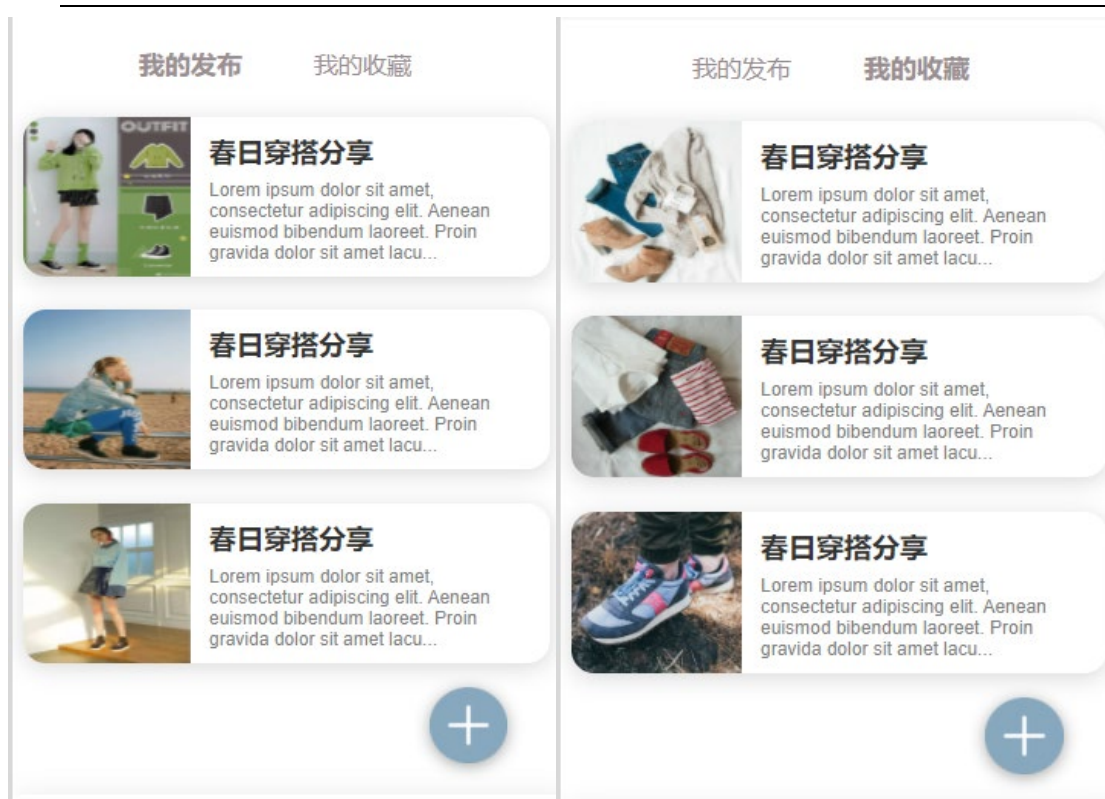 我的发布 我的收藏
OUTFIT
春日穿搭分享
Lorem ipsum dolor sit amet,
consectetur adipiscing elit. Aenean
euismod bibendum laoreet. Proin
gravida dolor sit amet lacu...
春日穿搭分享
Lorem ipsum dolor sit amet,
consectetur adipiscing elit. Aenean
euismod bibendum laoreet. Proin
gravida dolor sit amet lacu...
春日穿搭分享
Lorem ipsum dolor sit amet,
consectetur adipiscing elit. Aenean
euismod bibendum laoreet. Proin
gravida dolor sit amet lacu...
我的发布 我的收藏
春日穿搭分享
Lorem ipsum dolor sit amet,
consectetur adipiscing elit. Aenean
euismod bibendum laoreet. Proin
gravida dolor sit amet lacu...
春日穿搭分享
Lorem ipsum dolor sit amet,
consectetur adipiscing elit. Aenean
euismod bibendum laoreet. Proin
gravida dolor sit amet lacu...
春日穿搭分享
Lorem ipsum dolor sit amet,
consectetur adipiscing elit. Aenean
euismod bibendum laoreet. Proin
gravida dolor sit amet lacu...